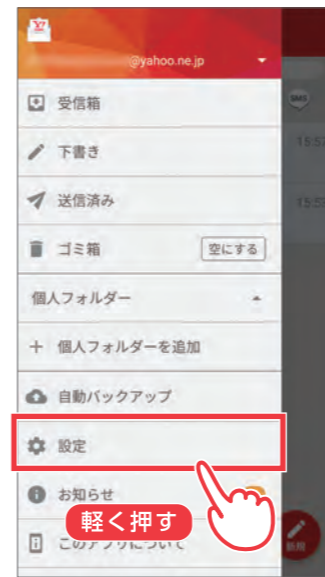 Y!
@yahoo.ne.jp
受信箱
SMS
下書き
15:57
送信済み
15:57
ゴミ箱
空にする
個人フォルダー
個人フォルダーを追加
自動バックアップ
設定
お知らせ
軽く押す
このアプリについて
新規